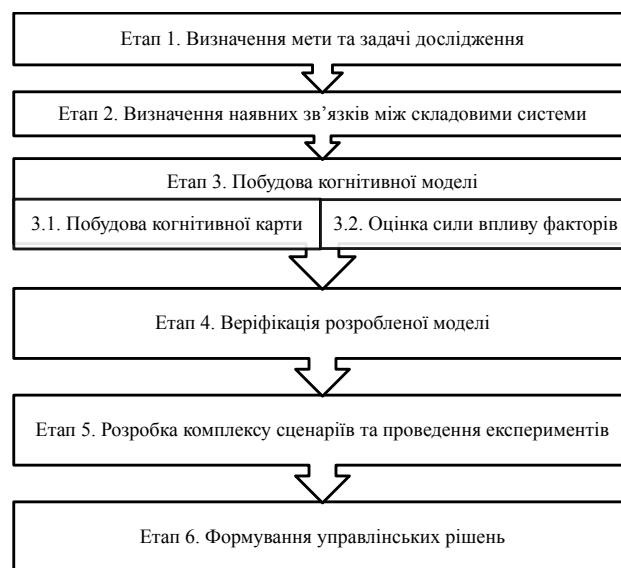 Етап 1. Визначення мети та задачі дослідження
Етап 2. Визначення наявних зв’язків між складовими системи
Етап 3. Побудова когнітивної моделі
3.1. Побудова когнітивної карти
3.2. Оцінка сили впливу факторів
Етап 4. Веріфікація розробленої моделі
Етап 5. Розробка комплексу сценаріїв та проведення експериментів
Етап 6. Формування управлінських рішень